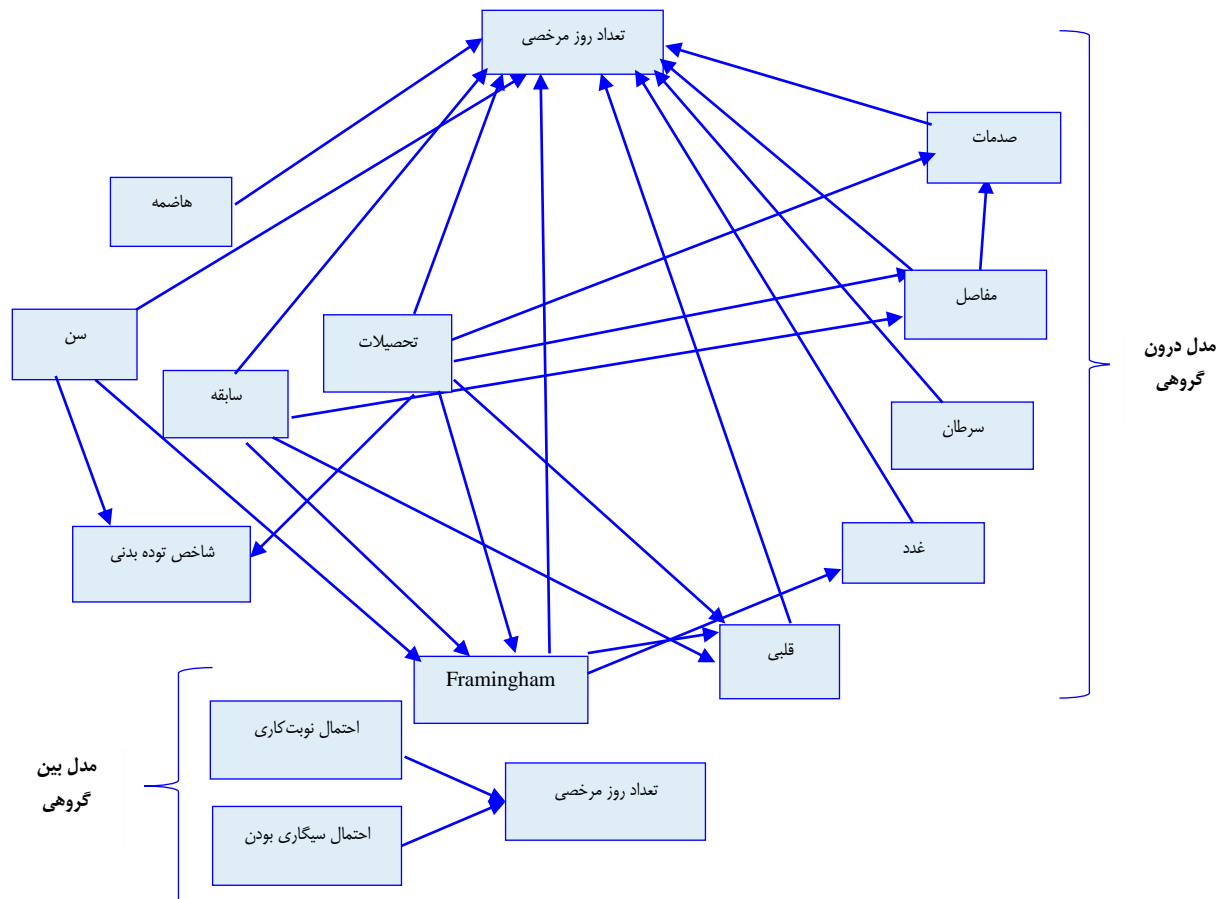 تعداد روز مرخصی
صدمات
هاضمه
مفاصل
سن
تحصیلات
مدل درون
گروهی
سابقه
سرطان
غدد
شاخص توده بدنی
قلبی
Framingham
احتمال نوبت‌کاری
مدل بین
گروهی
تعداد روز مرخصی
احتمال سیگاری بودن